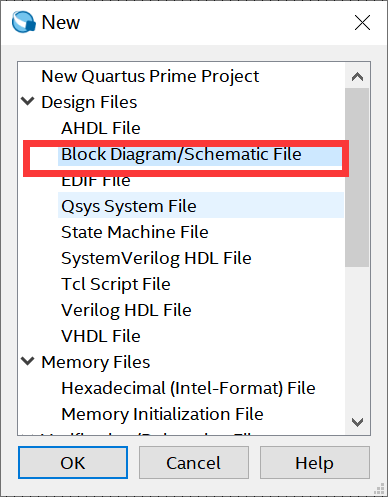 New
New Quartus Prime Project
Design Files
AHDL File
Block Diagram/Schematic File
EDIF File
Qsys System File
State Machine File
SystemVerilog HDL File
Tcl Script File
Verilog HDL File
VHDL File
Memory Files
Hexadecimal (Intel-Format) File
Memory Initialization File
OK
Cancel
Help